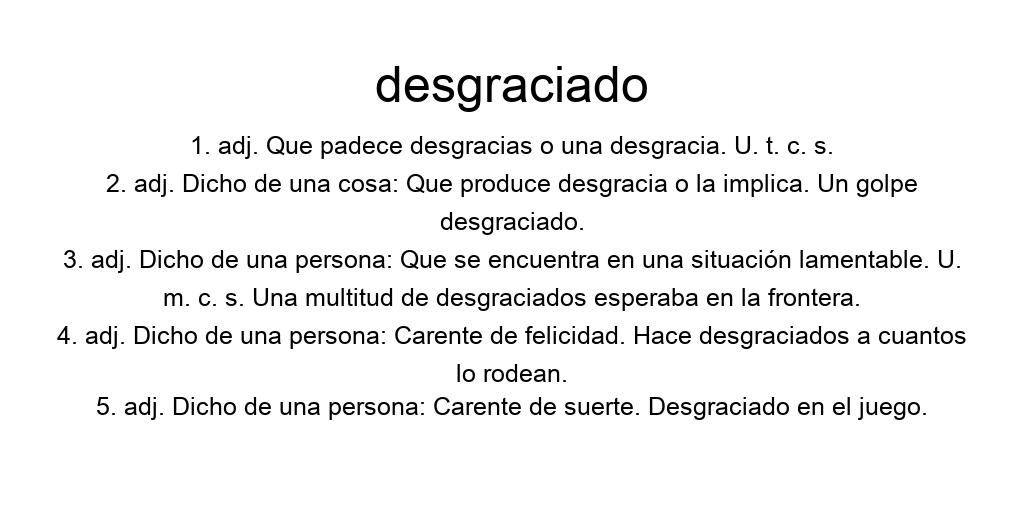 desgraciado
1. adj. Que padece desgracias o una desgracia. U. t. c. s.
2. adj. Dicho de una cosa: Que produce desgracia o la implica. Un golpe
desgraciado.
3. adj. Dicho de una persona: Que se encuentra en una situación lamentable. U.
m. c. s. Una multitud de desgraciados esperaba en la frontera.
4. adj. Dicho de una persona: Carente de felicidad. Hace desgraciados a cuantos
lo rodean.
5. adj. Dicho de una persona: Carente de suerte. Desgraciado en el juego.